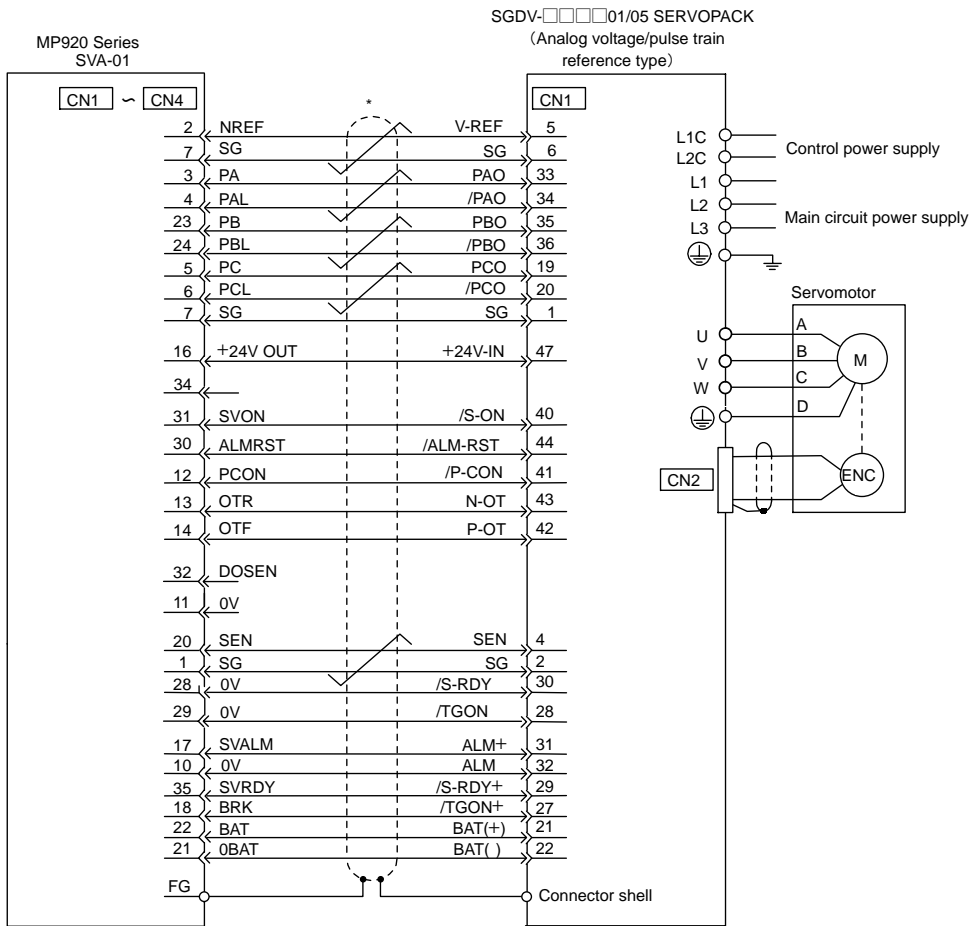 SGDV-□□□□01/05 SERVOPACK
(Analog voltage/pulse train
reference type)
MP920 Series
SVA-01
CN1 ∽ CN4
*
CN1
2 NREF V-REF 5
7 SG SG 6
3 PA PAO 33
4 PAL /PAO 34
23 PB PBO 35
24 PBL /PBO 36
5 PC PCO 19
6 PCL /PCO 20
7 SG SG 1
16 +24V OUT +24V-IN 47
34
31 SVON /S-ON 40
30 ALMRST /ALM-RST 44
12 PCON /P-CON 41
13 OTR N-OT 43
14 OTF P-OT 42
32 DOSEN
11 0V
20 SEN SEN 4
1 SG SG 2
28 0V /S-RDY 30
29 0V /TGON 28
17 SVALM ALM+ 31
10 0V ALM 32
35 SVRDY /S-RDY+ 29
18 BRK /TGON+ 27
22 BAT BAT(+) 21
21 0BAT BAT( ) 22
FG Connector shell
L1C
L2C
Control power supply
L1
L2
L3
Main circuit power supply
Servomotor
U A
V B
W C
D
M
CN2
ENC